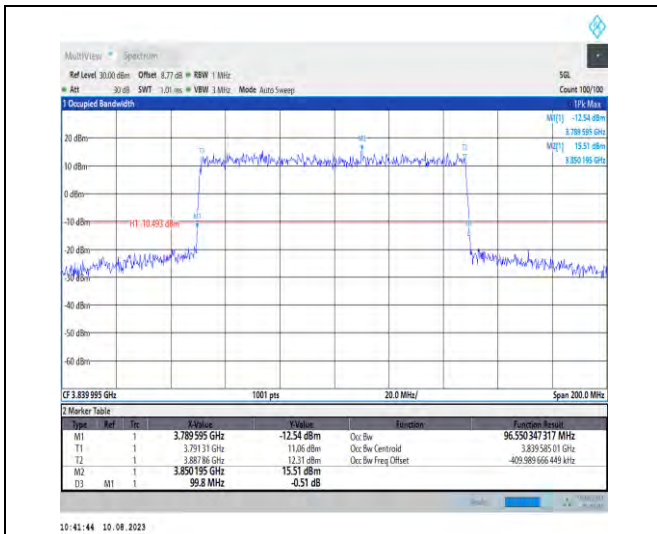 MultiView Spectrum
Ref Level 30.00 dBm Offset 8.77 dB RBW 1 MHz SGL
Att 30 dB SWT 1.01 ms VBW 3 MHz Mode Auto Sweep Count 100/100
1 Occupied Bandwidth 1Pk Max
M1[1] -12.54 dBm
3.789 595 GHz
M2[1] 15.51 dBm
3.850 195 GHz
20 dBm
10 dBm
0 dBm
-10 dBm
H1 -10.493 dBm
-20 dBm
-40 dBm
-50 dBm
-60 dBm
T1
M2
T2
M1
CF 3.839 995 GHz 1001 pts 20.0 MHz/ Span 200.0 MHz
2 Marker Table
Type Ref Trc X-Value Y-Value Function Function Result
M1 1 3.789 595 GHz -12.54 dBm Occ Bw 96.550 347 317 MHz
T1 1 3.791 31 GHz 11.06 dBm Occ Bw Centroid 3.839 585 01 GHz
T2 1 3.887 86 GHz 12.31 dBm Occ Bw Freq Offset -409.989 666 449 kHz
M2 1 3.850 195 GHz 15.51 dBm
D3 M1 1 99.8 MHz -0.51 dB
10:41:44 10.08.2023